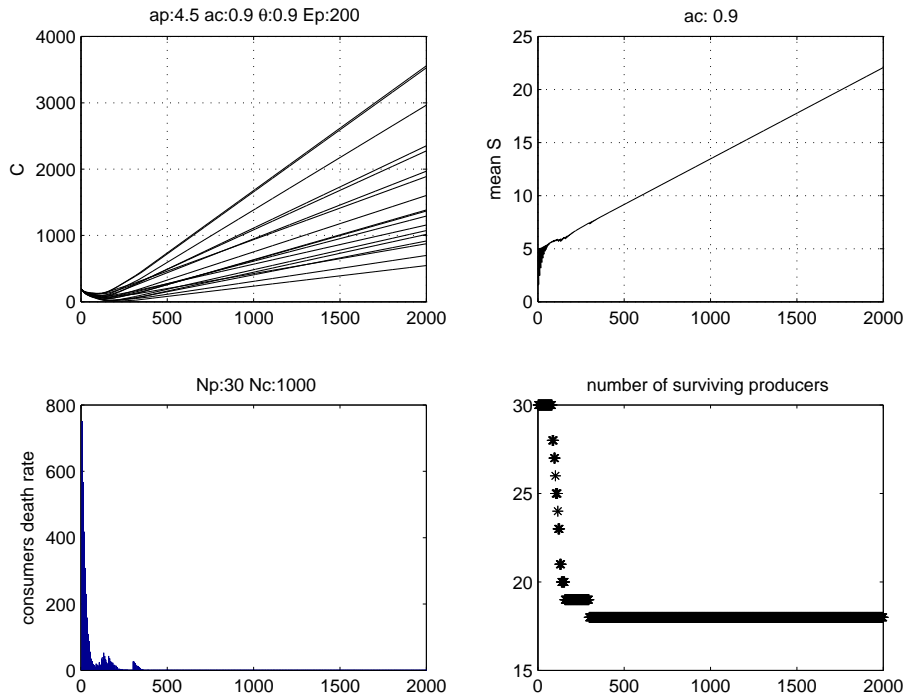 ap:4.5 ac:0.9 θ:0.9 Ep:200
4000
3000
2000
1000
0
C
0 500 1000 1500 2000
ac: 0.9
25
20
15
10
5
0
mean S
0 500 1000 1500 2000
Np:30 Nc:1000
800
600
400
200
0
consumers death rate
0 500 1000 1500 2000
number of surviving producers
30
25
20
15
0 500 1000 1500 2000